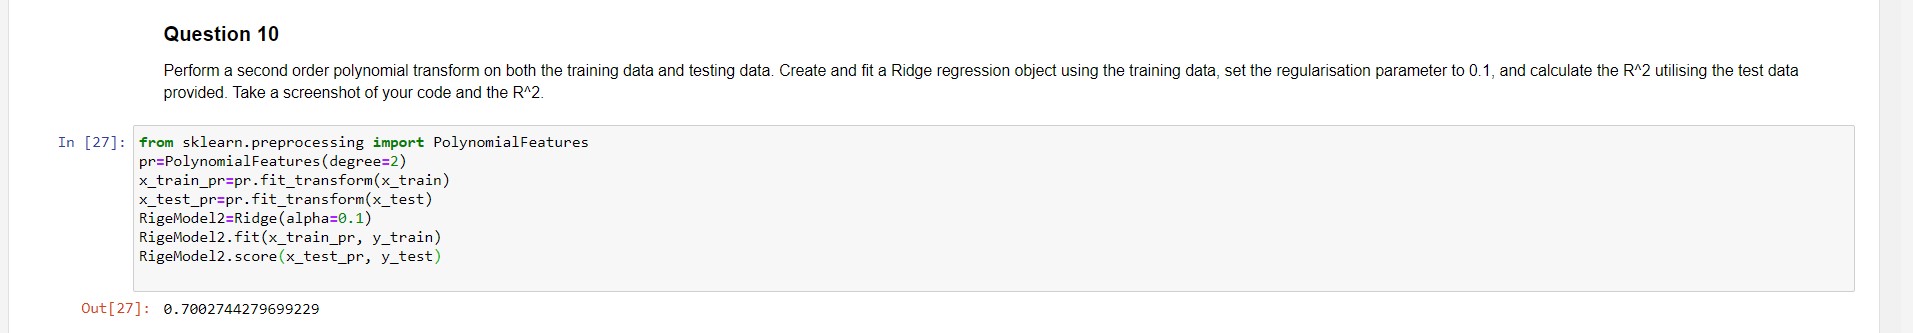 Question 10
Perform a second order polynomial transform on both the training data and testing data. Create and fit a Ridge regression object using the training data, set the regularisation parameter to 0.1, and calculate the R^2 utilising the test data
provided. Take a screenshot of your code and the R^2.
In [27]: from sklearn.preprocessing import PolynomialFeatures
pr=PolynomialFeatures(degree=2)
x_train_pr=pr.fit_transform(x_train)
x_test_pr=pr.fit_transform(x_test)
RigeModel2=Ridge(alpha=0.1)
RigeModel2.fit(x_train_pr, y_train)
RigeModel2.score(x_test_pr, y_test)
Out[27]: 0.7002744279699229